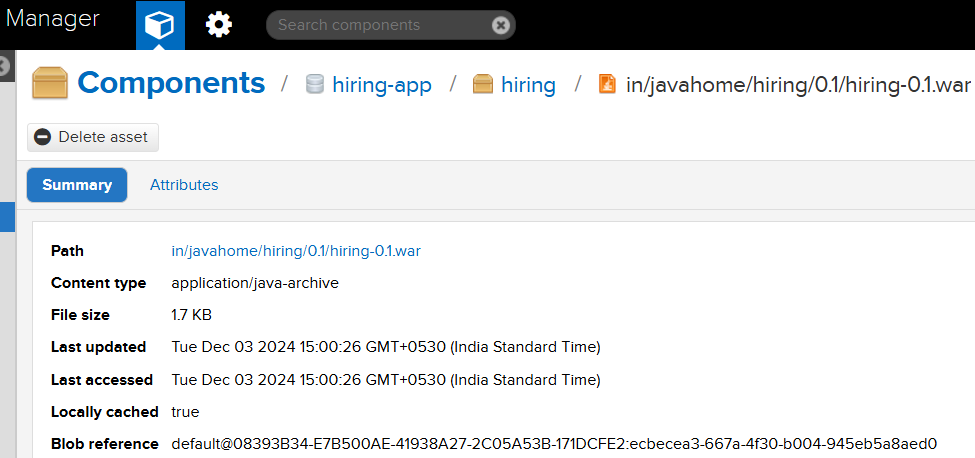 Manager
Search components
Components / hiring-app / hiring / in/javahome/hiring/0.1/hiring-0.1.war
Delete asset
Summary Attributes
Path in/javahome/hiring/0.1/hiring-0.1.war
Content type application/java-archive
File size 1.7 KB
Last updated Tue Dec 03 2024 15:00:26 GMT+0530 (India Standard Time)
Last accessed Tue Dec 03 2024 15:00:26 GMT+0530 (India Standard Time)
Locally cached true
Blob reference default@08393B34-E7B500AE-41938A27-2C05A53B-171DCFE2:ecbecea3-667a-4f30-b004-945eb5a8aed0